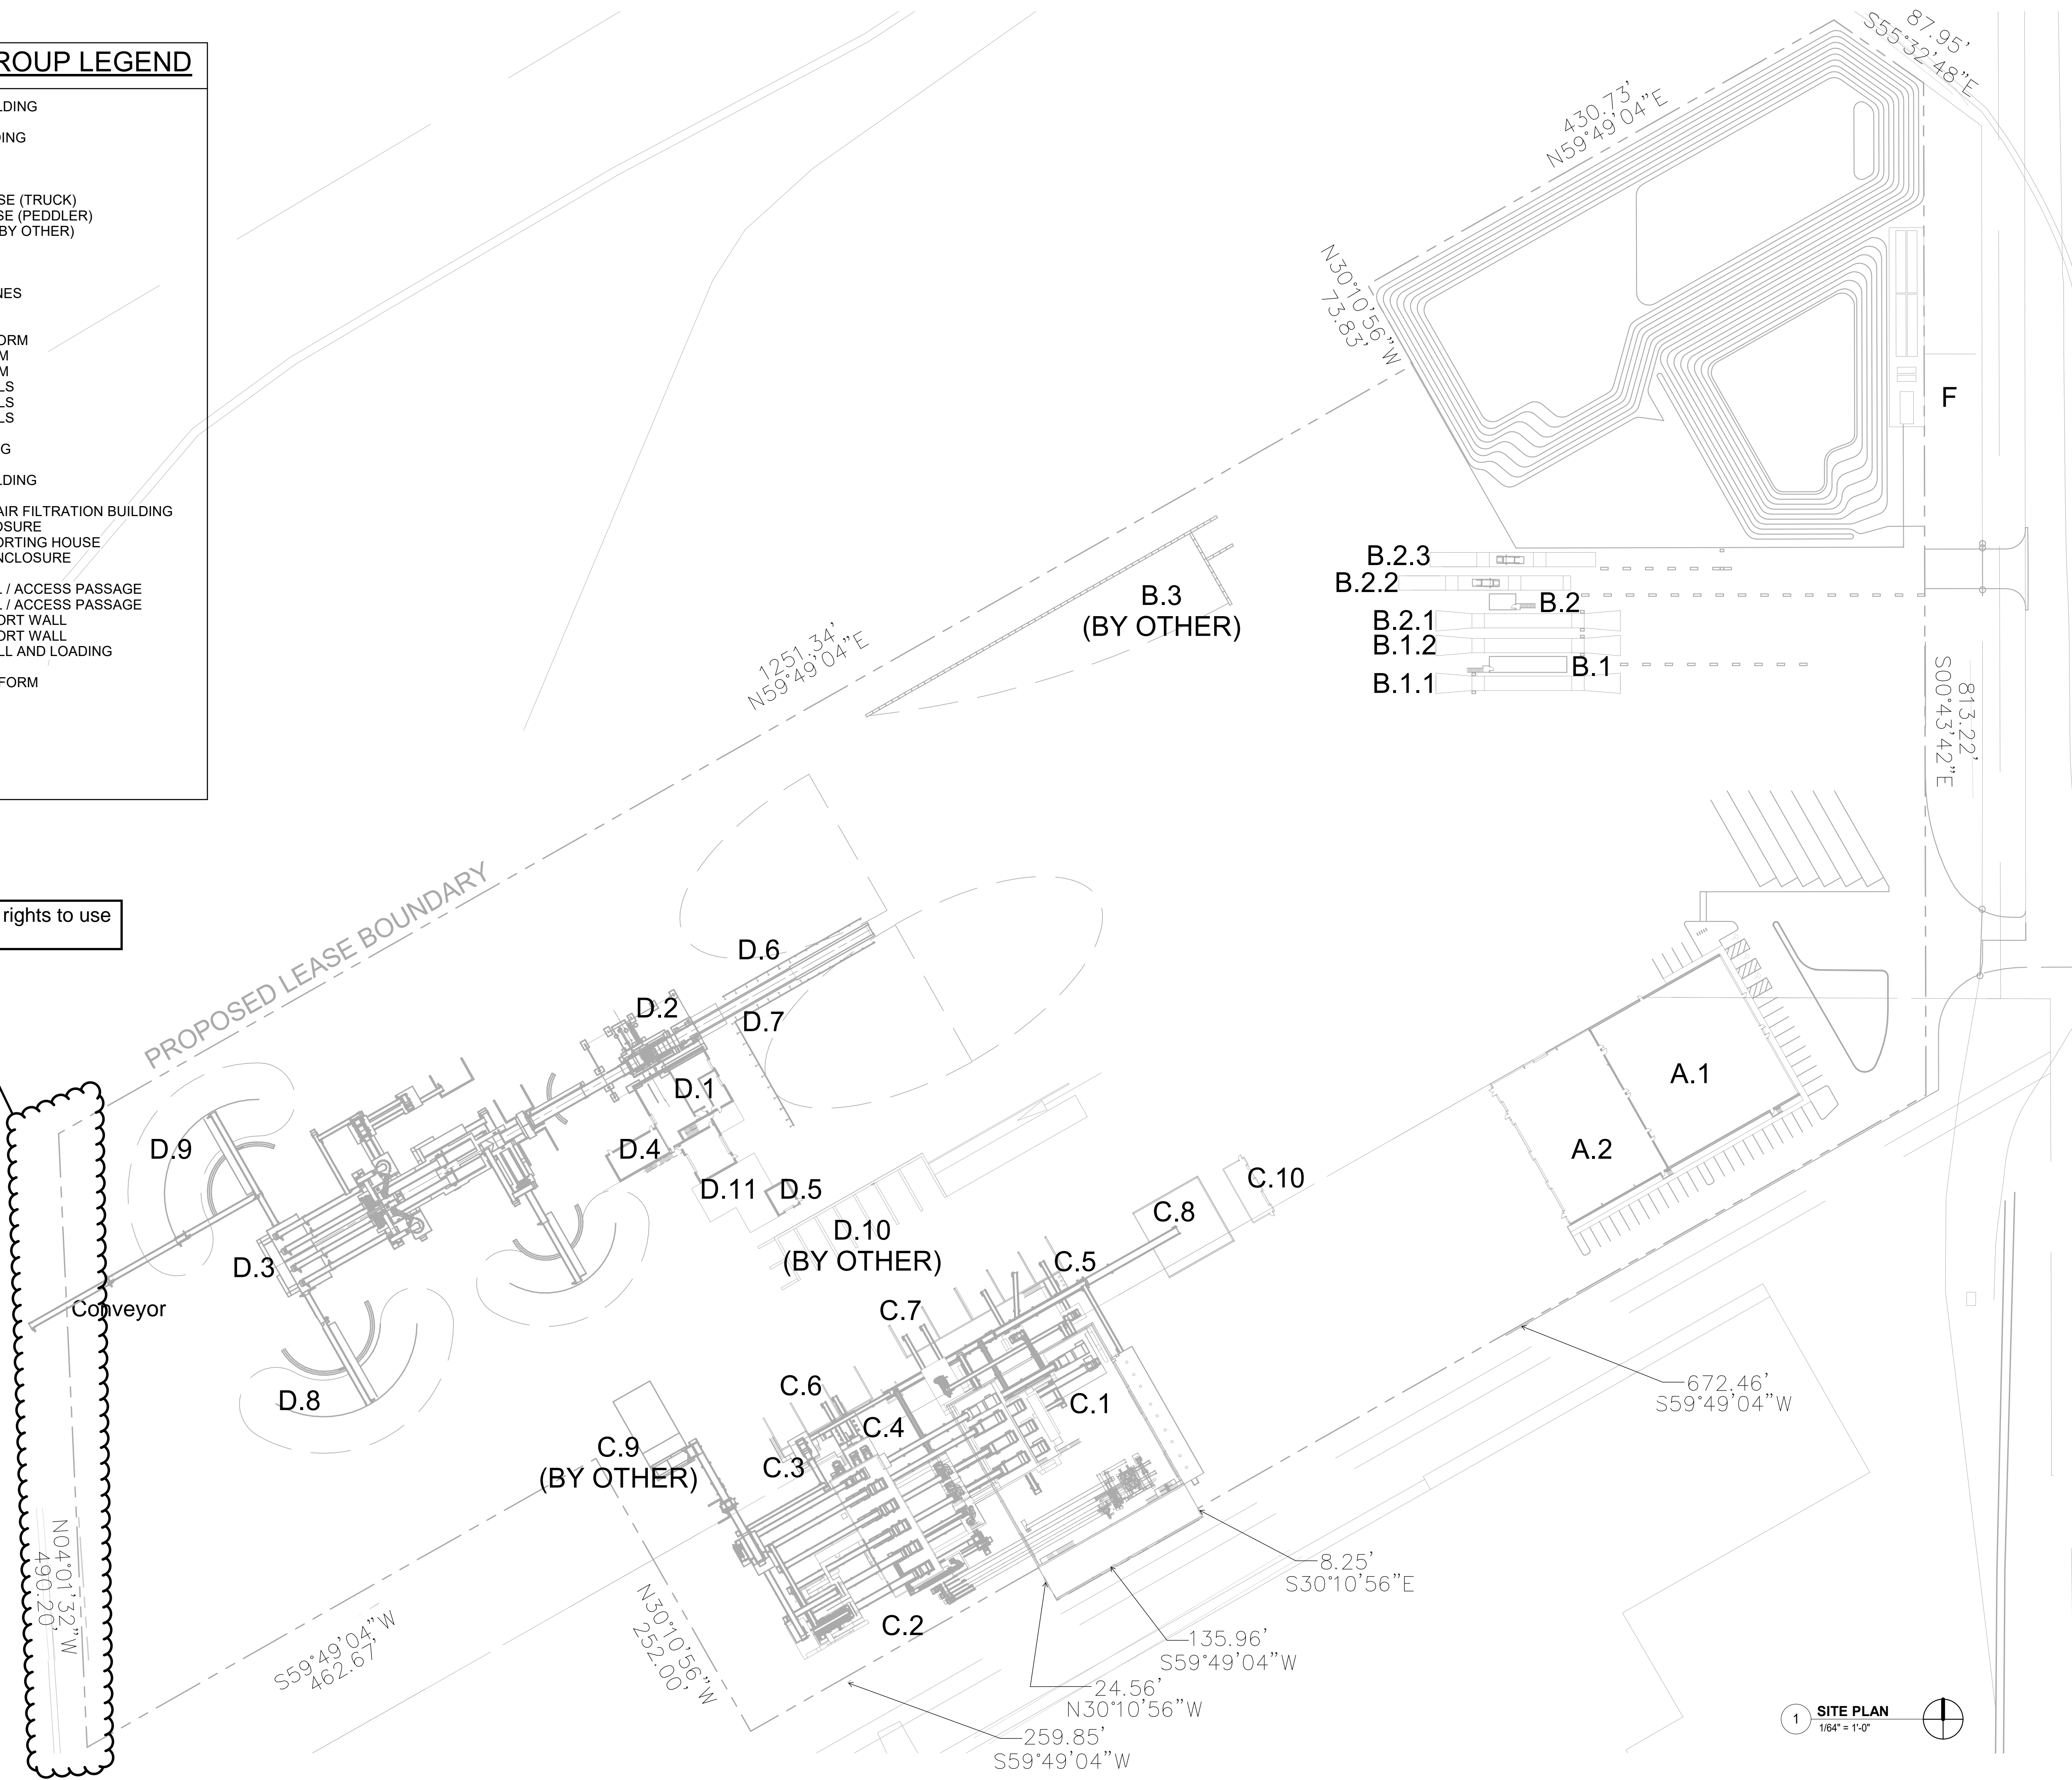 ROUP LEGEND
LDING
DING
SE (TRUCK)
SE (PEDDLER)
BY OTHER)
NES
ORM
M
M
LS
LS
LS
G
LDING
AIR FILTRATION BUILDING
OSURE
ORTING HOUSE
NCLOSURE
L / ACCESS PASSAGE
L / ACCESS PASSAGE
ORT WALL
ORT WALL
LL AND LOADING
FORM
rights to use
87.95'
S55°32'48"E
430.73'
N59°49'04"E
N30°10'56"W
73.83'
F
B.2.3
B.2.2
B.2
B.2.1
B.1.2
B.1
B.1.1
B.3
(BY OTHER)
1251.34'
N59°49'04"E
813.22'
S00°43'42"E
PROPOSED LEASE BOUNDARY
D.6
D.2
D.7
D.1
D.4
D.11
D.5
D.10
(BY OTHER)
D.9
D.3
Conveyor
D.8
A.1
A.2
C.10
C.8
C.5
C.7
C.6
C.1
C.4
C.3
C.9
(BY OTHER)
C.2
672.46'
S59°49'04"W
8.25'
S30°10'56"E
135.96'
S59°49'04"W
24.56'
N30°10'56"W
259.85'
S59°49'04"W
N30°10'56"W
252.00'
S59°49'04"W
462.67'
N04°01'32"W
490.20'
1
SITE PLAN
1/64" = 1'-0"